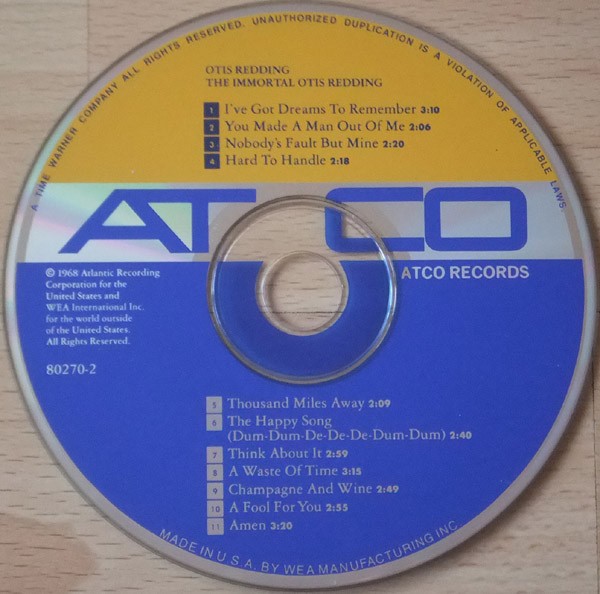 A TIME WARNER COMPANY ALL RIGHTS RESERVED. UNAUTHORIZED DUPLICATION IS A VIOLATION OF APPLICABLE LAWS.
OTIS REDDING
THE IMMORTAL OTIS REDDING
1 I've Got Dreams To Remember 3:10
2 You Made A Man Out Of Me 2:06
3 Nobody's Fault But Mine 2:20
4 Hard To Handle 2:18
ATCO
ATCO RECORDS
© 1968 Atlantic Recording
Corporation for the
United States and
WEA International Inc.
for the world outside
of the United States.
All Rights Reserved.
80270-2
5 Thousand Miles Away 2:09
6 The Happy Song
(Dum-Dum-De-De-De-Dum-Dum) 2:40
7 Think About It 2:59
8 A Waste Of Time 3:15
9 Champagne And Wine 2:49
10 A Fool For You 2:55
11 Amen 3:20
MADE IN U.S.A. BY WEA MANUFACTURING INC.